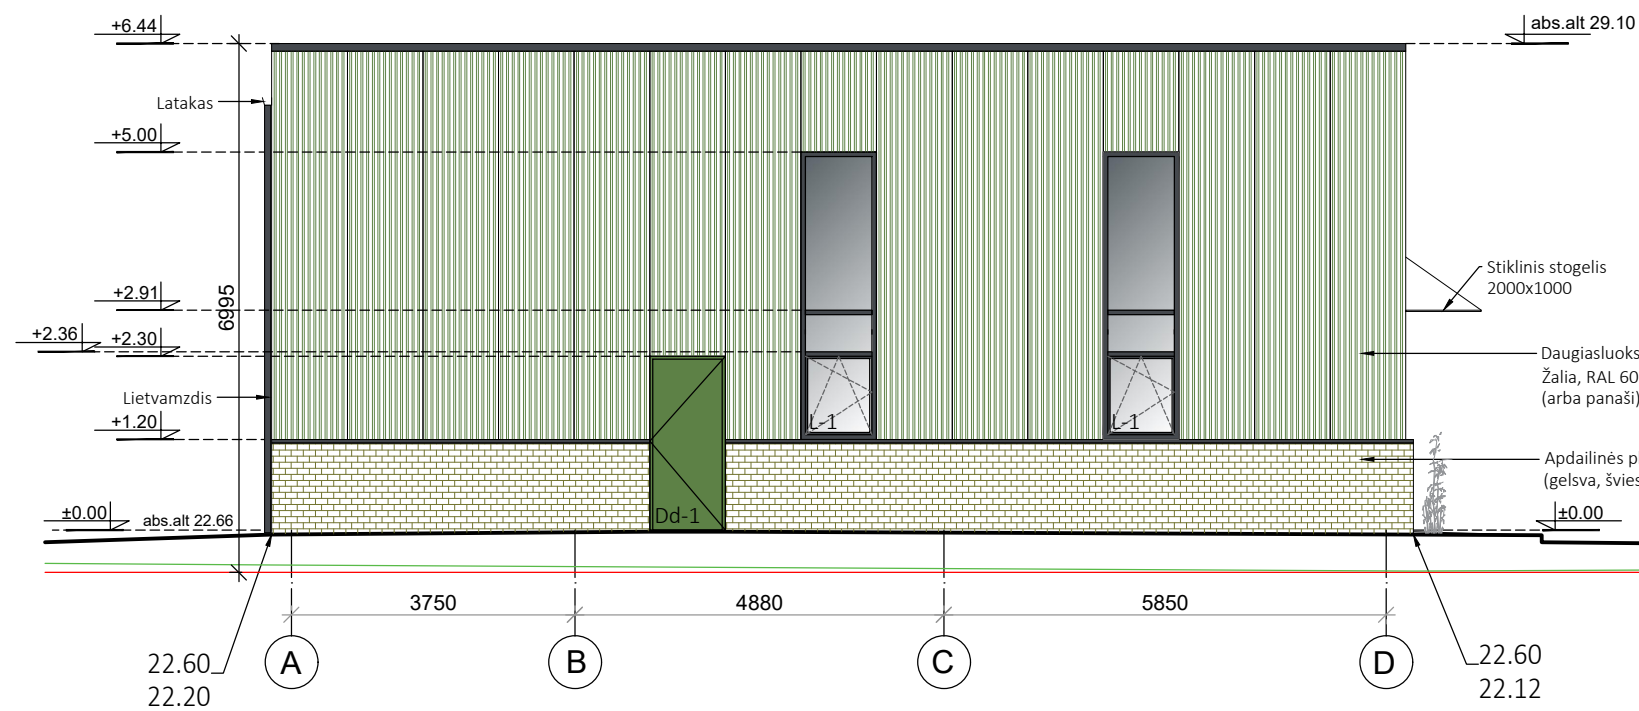 +6.44
abs.alt 29.10
Latakas
+5.00
Stiklinis stogelis
2000x1000
+2.91
6995
+2.36
+2.30
Daugiasluoks
Žalia, RAL 60
(arba panaši)
Lietvamzdis
+1.20
L-1
L-1
Apdailinės pl
(gelsva, švies
±0.00
abs.alt 22.66
Dd-1
±0.00
3750
4880
5850
A
B
C
D
22.60
22.20
22.60
22.12